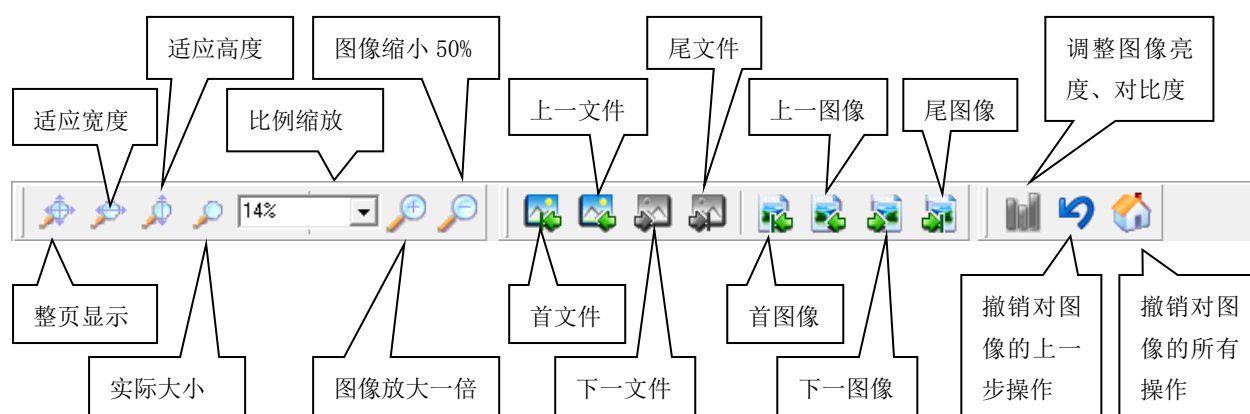 适应高度
图像缩小 50%
尾文件
调整图像亮
度、对比度
适应宽度
比例缩放
上一文件
上一图像
尾图像
14%
整页显示
首文件
首图像
撤销对图
像的上一
步操作
撤销对图
像的所有
操作
实际大小
图像放大一倍
下一文件
下一图像